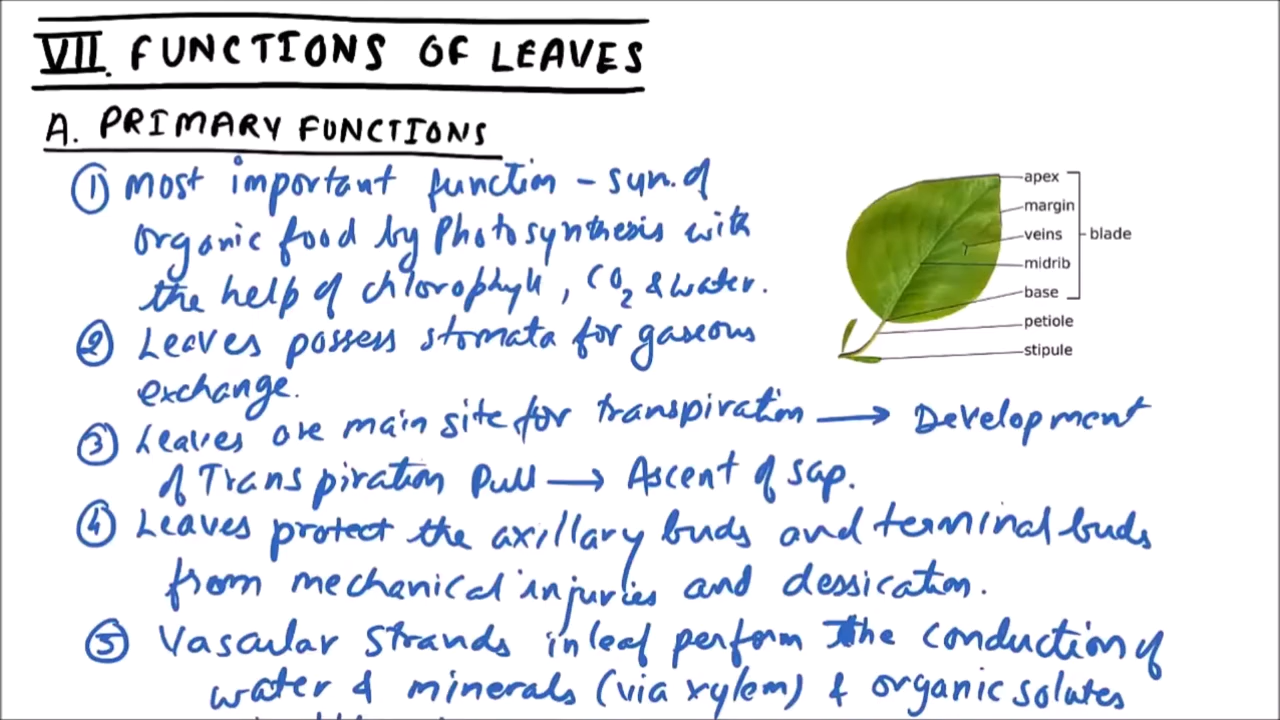 VII. FUNCTIONS OF LEAVES
A. PRIMARY FUNCTIONS
① Most important function - syn. of
organic food by Photosynthesis with
the help of chlorophyll, CO₂ & water.
② Leaves possess stomata for gaseous
exchange.
③ Leaves are main site for transpiration → Development
of Transpiration Pull → Ascent of sap.
④ Leaves protect the axillary buds and terminal buds
from mechanical injuries and dessication.
⑤ Vascular strands in leaf perform the conduction of
water & minerals (via xylem) & organic solutes
apex
margin
veins
blade
midrib
base
petiole
stipule